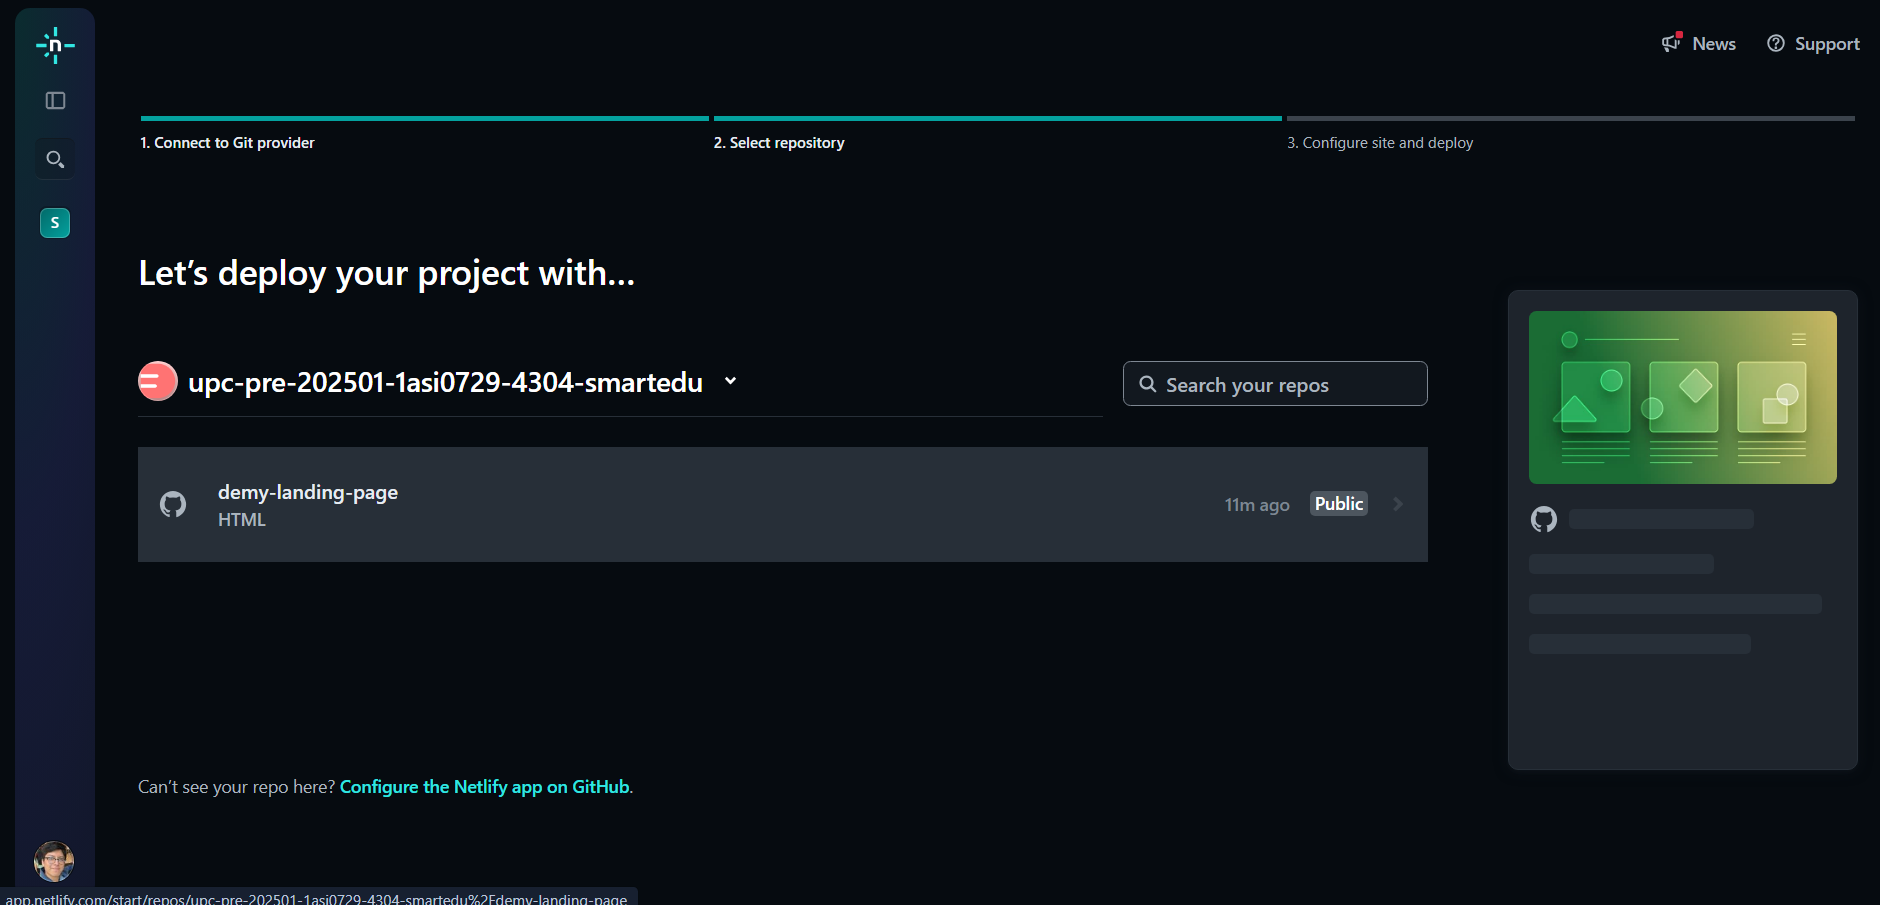 n
News
Support
1. Connect to Git provider
2. Select repository
3. Configure site and deploy
S
Let’s deploy your project with…
upc-pre-202501-1asi0729-4304-smartedu
Search your repos
demy-landing-page
HTML
11m ago
Public
Can’t see your repo here? Configure the Netlify app on GitHub.
app.netlify.com/start/repos/upc-pre-202501-1asi0729-4304-smartedu%2Fdemy-landing-page